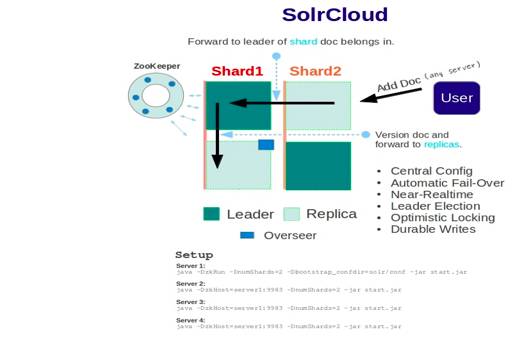 SolrCloud
Forward to leader of shard doc belongs in.
ZooKeeper
Shard1
Shard2
Add Doc (any server)
User
Version doc and
forward to replicas.
• Central Config
• Automatic Fail-Over
• Near-Realtime
• Leader Election
• Optimistic Locking
• Durable Writes
Leader
Replica
Overseer
Setup
Server 1:
java -DzkRun -DnumShards=2 -Dbootstrap_confdir=solr/conf -jar start.jar
Server 2:
java -DzkHost=server1:9983 -DnumShards=2 -jar start.jar
Server 3:
java -DzkHost=server1:9983 -DnumShards=2 -jar start.jar
Server 4:
java -DzkHost=server1:9983 -DnumShards=2 -jar start.jar